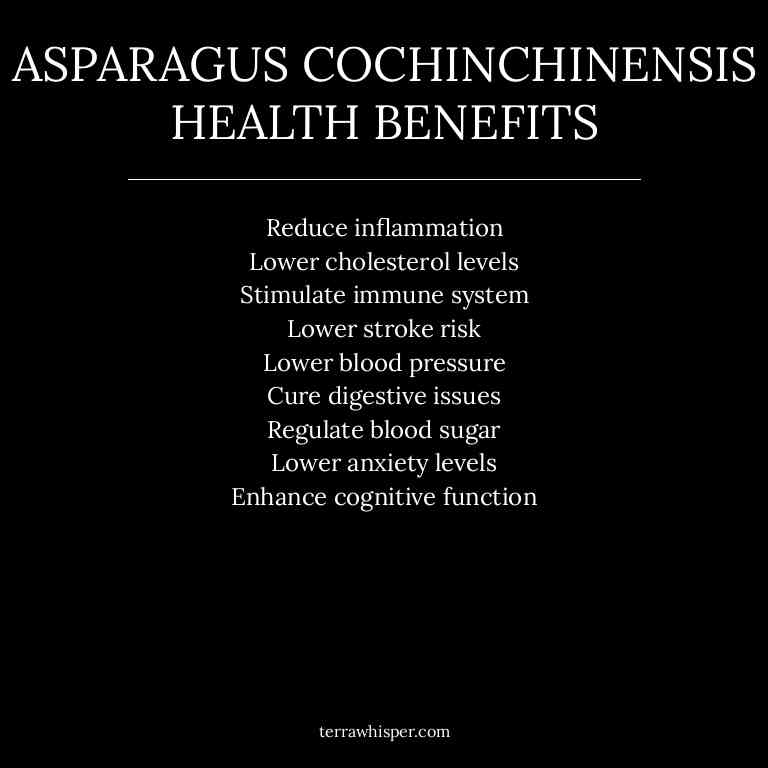 ASPARAGUS COCHINCHINENSIS
HEALTH BENEFITS
Reduce inflammation
Lower cholesterol levels
Stimulate immune system
Lower stroke risk
Lower blood pressure
Cure digestive issues
Regulate blood sugar
Lower anxiety levels
Enhance cognitive function
terrawhisper.com